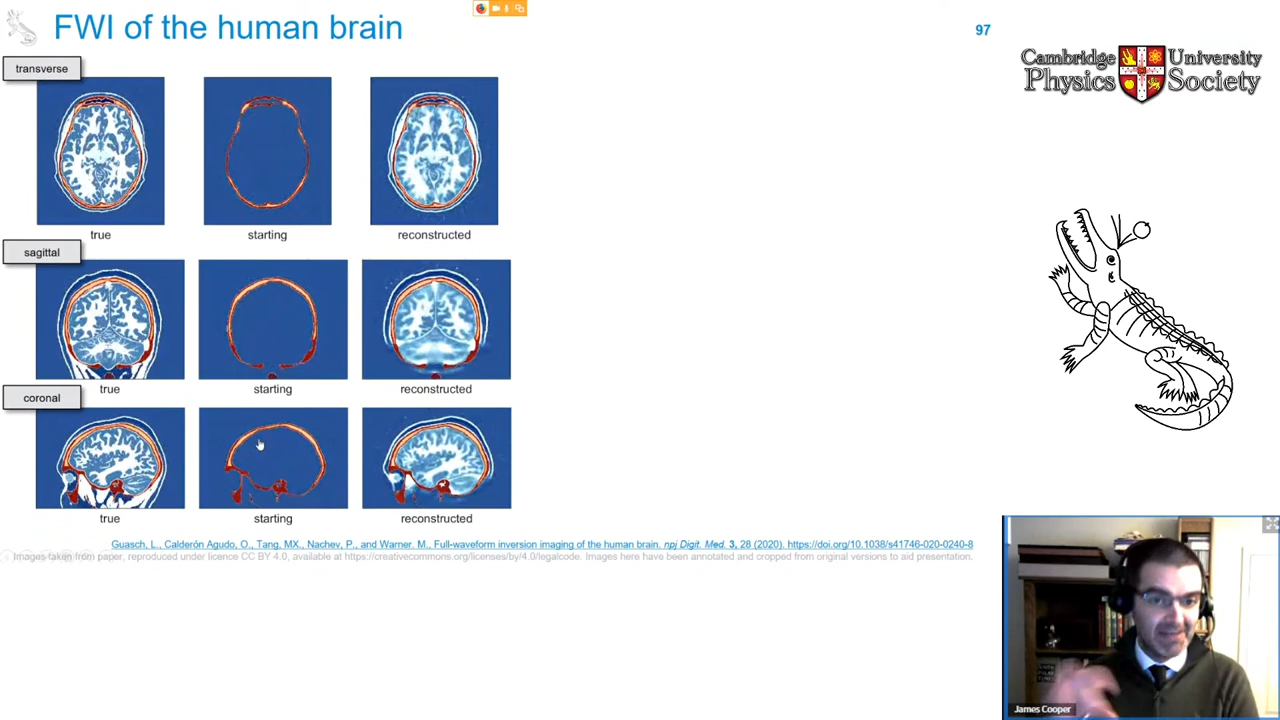 FWI of the human brain
97
Cambridge University
Physics Society
transverse
true
starting
reconstructed
sagittal
true
starting
reconstructed
coronal
true
starting
reconstructed
Guasch, L., Calderón Agudo, O., Tang, MX., Nachev, P., and Warner. M., Full-waveform inversion imaging of the human brain. npj Digit. Med. 3, 28 (2020). https://doi.org/10.1038/s41746-020-0240-8
Images taken from paper, reproduced under licence CC BY 4.0, available at https://creativecommons.org/licenses/by/4.0/legalcode. Images here have been annotated and cropped from original versions to aid presentation.
James Cooper